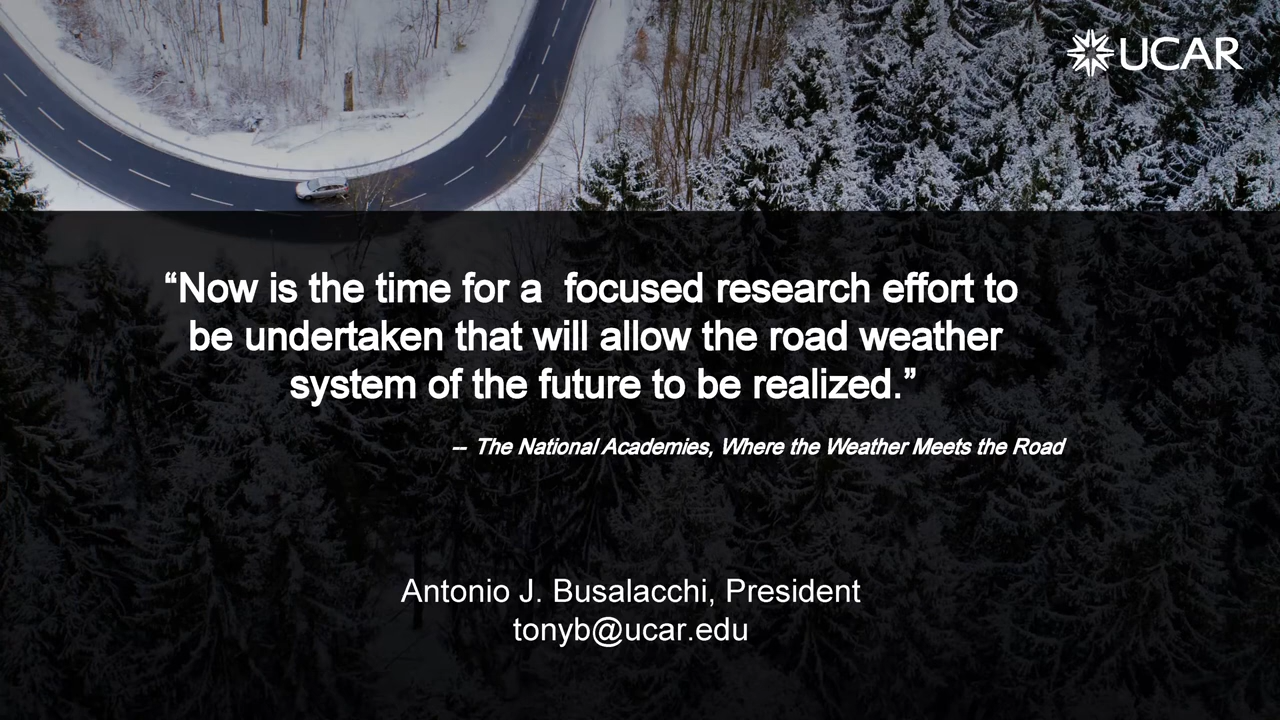 UCAR
“Now is the time for a  focused research effort to
be undertaken that will allow the road weather
system of the future to be realized.”
-- The National Academies, Where the Weather Meets the Road
Antonio J. Busalacchi, President
tonyb@ucar.edu